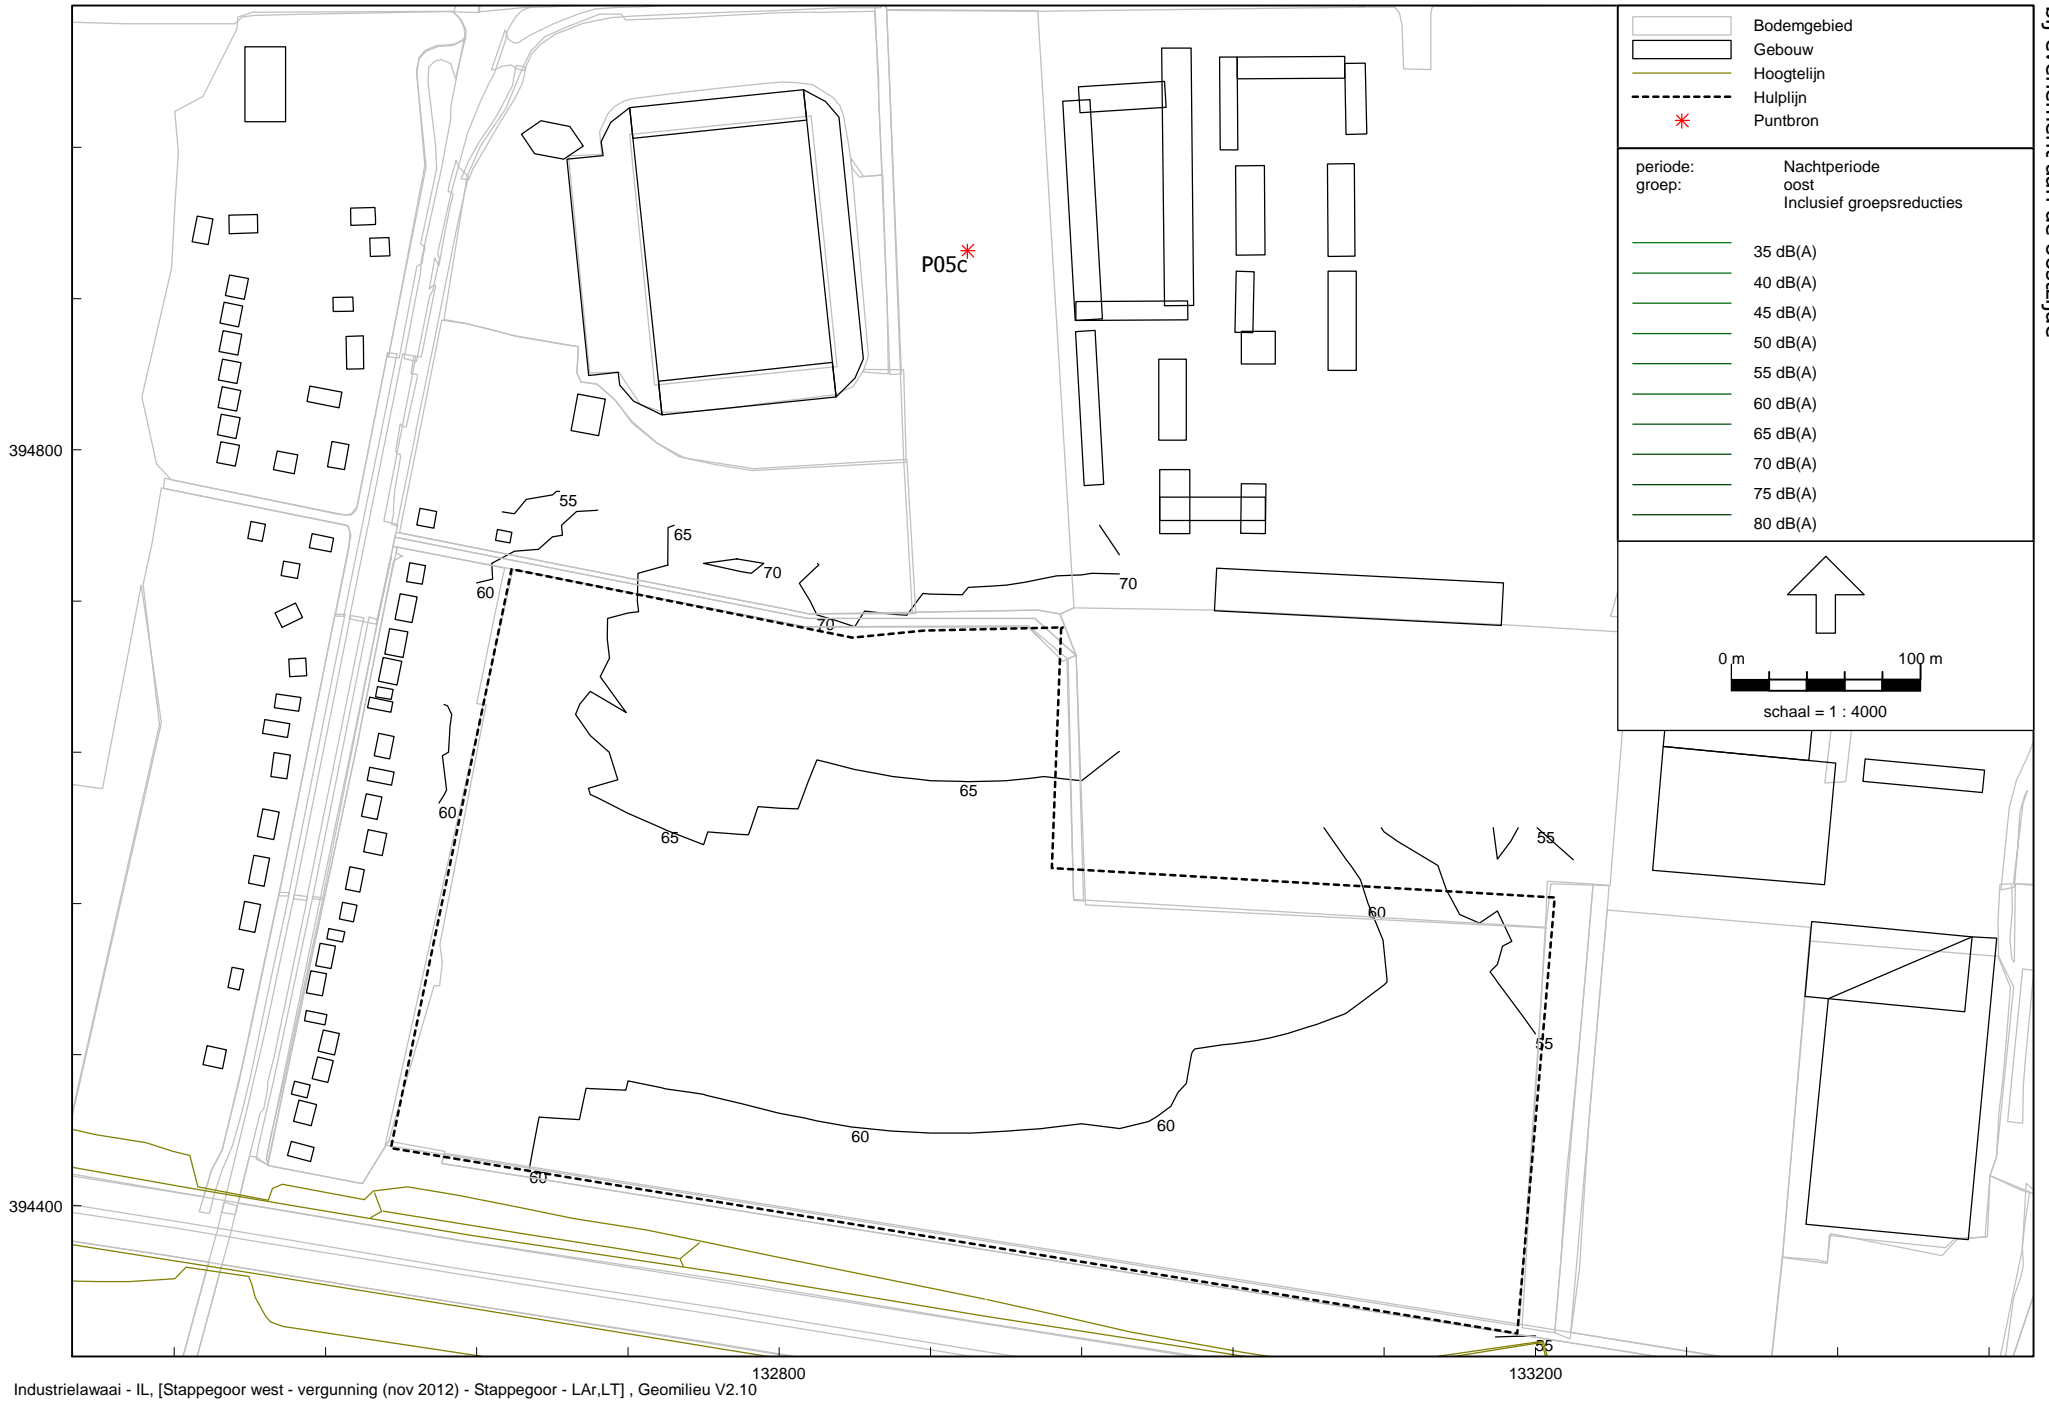 Bodemgebied
Gebouw
Hoogtelijn
Hulplijn
Puntbron
periode: Nachtperiode
groep: oost
Inclusief groepsreducties
35 dB(A)
40 dB(A)
45 dB(A)
50 dB(A)
55 dB(A)
60 dB(A)
65 dB(A)
70 dB(A)
75 dB(A)
80 dB(A)
0 m 100 m
schaal = 1 : 4000
P05c
394800
55
65
70
70
60
70
65
60
65
55
60
55
60
60
60
394400
55
132800 133200
Industrielawaai - IL, [Stappegoor west - vergunning (nov 2012) - Stappegoor - LAr,LT] , Geomilieu V2.10